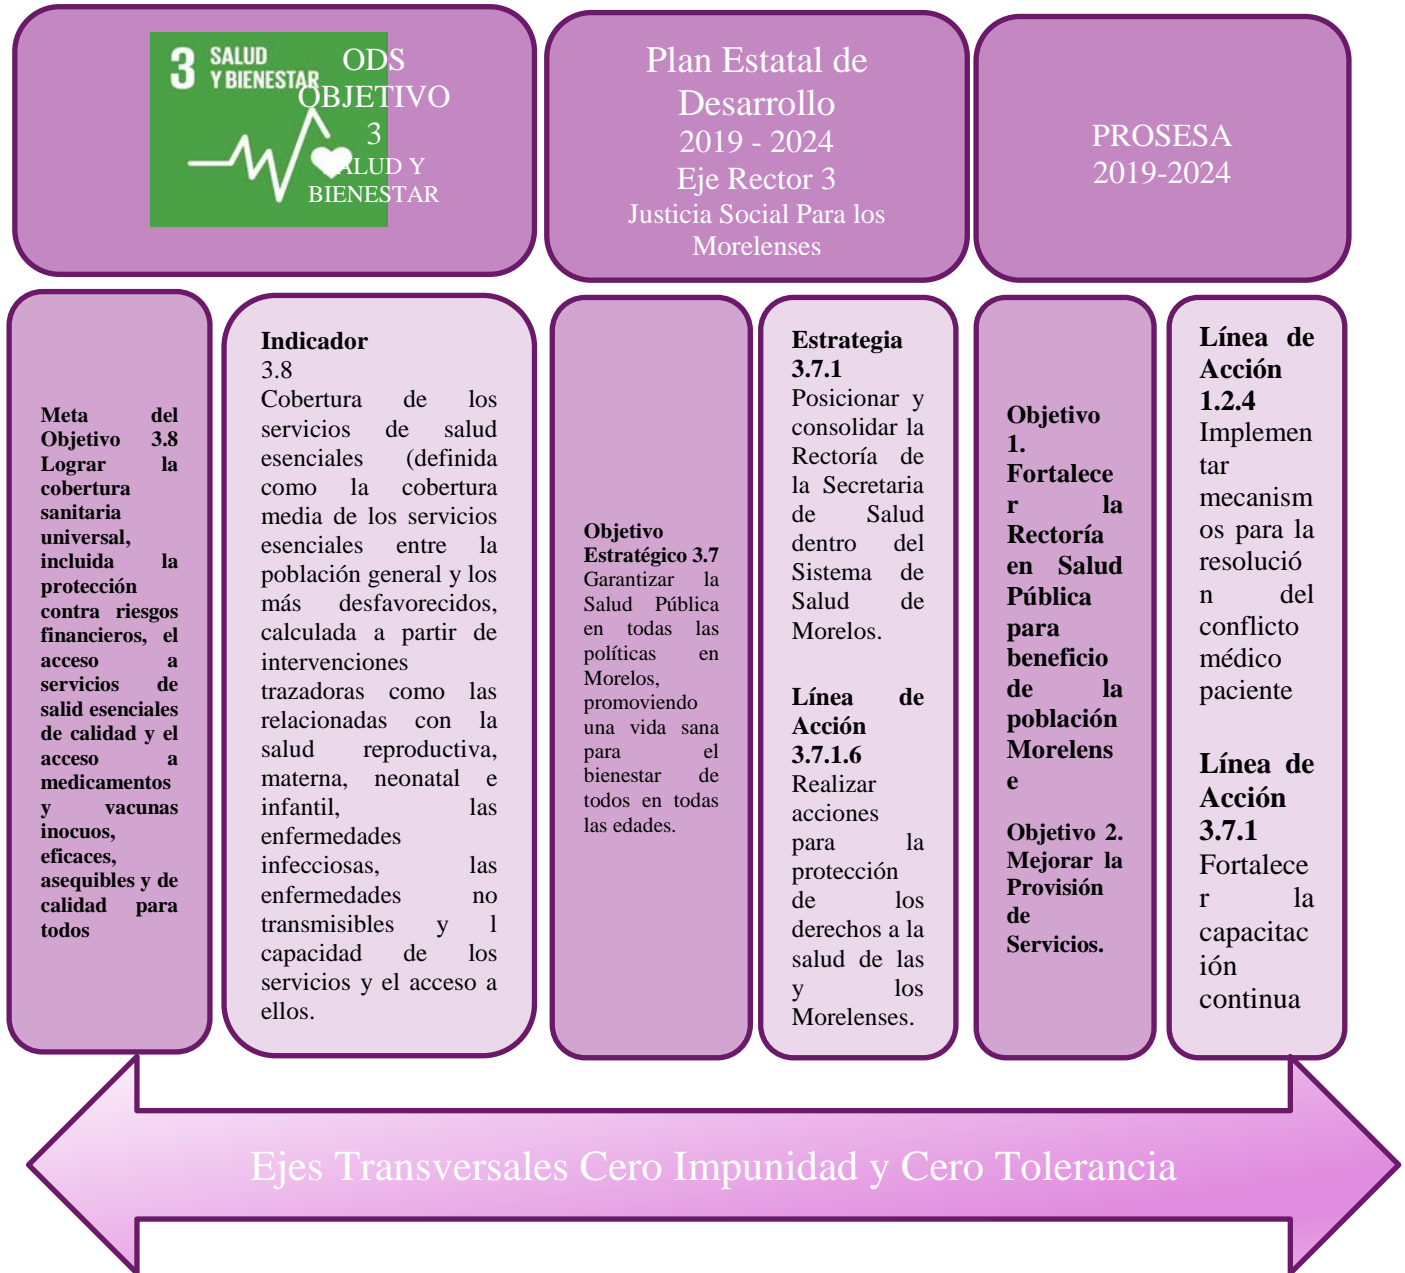 3 SALUD
Y BIENESTAR
ODS
OBJETIVO
3
SALUD Y
BIENESTAR
Plan Estatal de
Desarrollo
2019 - 2024
Eje Rector 3
Justicia Social Para los
Morelenses
PROSESA
2019-2024
Meta del
Objetivo 3.8
Lograr la
cobertura
sanitaria
universal,
incluida la
protección
contra riesgos
financieros, el
acceso a
servicios de
salid esenciales
de calidad y el
acceso a
medicamentos
y vacunas
inocuos,
eficaces,
asequibles y de
calidad para
todos
Indicador
3.8
Cobertura de los
servicios de salud
esenciales (definida
como la cobertura
media de los servicios
esenciales entre la
población general y los
más desfavorecidos,
calculada a partir de
intervenciones
trazadoras como las
relacionadas con la
salud reproductiva,
materna, neonatal e
infantil, las
enfermedades
infecciosas, las
enfermedades no
transmisibles y l
capacidad de los
servicios y el acceso a
ellos.
Objetivo
Estratégico 3.7
Garantizar la
Salud Pública
en todas las
políticas en
Morelos,
promoviendo
una vida sana
para el
bienestar de
todos en todas
las edades.
Estrategia
3.7.1
Posicionar y
consolidar la
Rectoría de
la Secretaria
de Salud
dentro del
Sistema de
Salud de
Morelos.
Línea de
Acción
3.7.1.6
Realizar
acciones
para la
protección
de los
derechos a la
salud de las
y los
Morelenses.
Objetivo
1.
Fortalece
r la
Rectoría
en Salud
Pública
para
beneficio
de la
población
Morelens
e
Objetivo 2.
Mejorar la
Provisión
de
Servicios.
Línea de
Acción
1.2.4
Implemen
tar
mecanism
os para la
resolució
n del
conflicto
médico
paciente
Línea de
Acción
3.7.1
Fortalece
r la
capacitac
ión
continua
Ejes Transversales Cero Impunidad y Cero Tolerancia